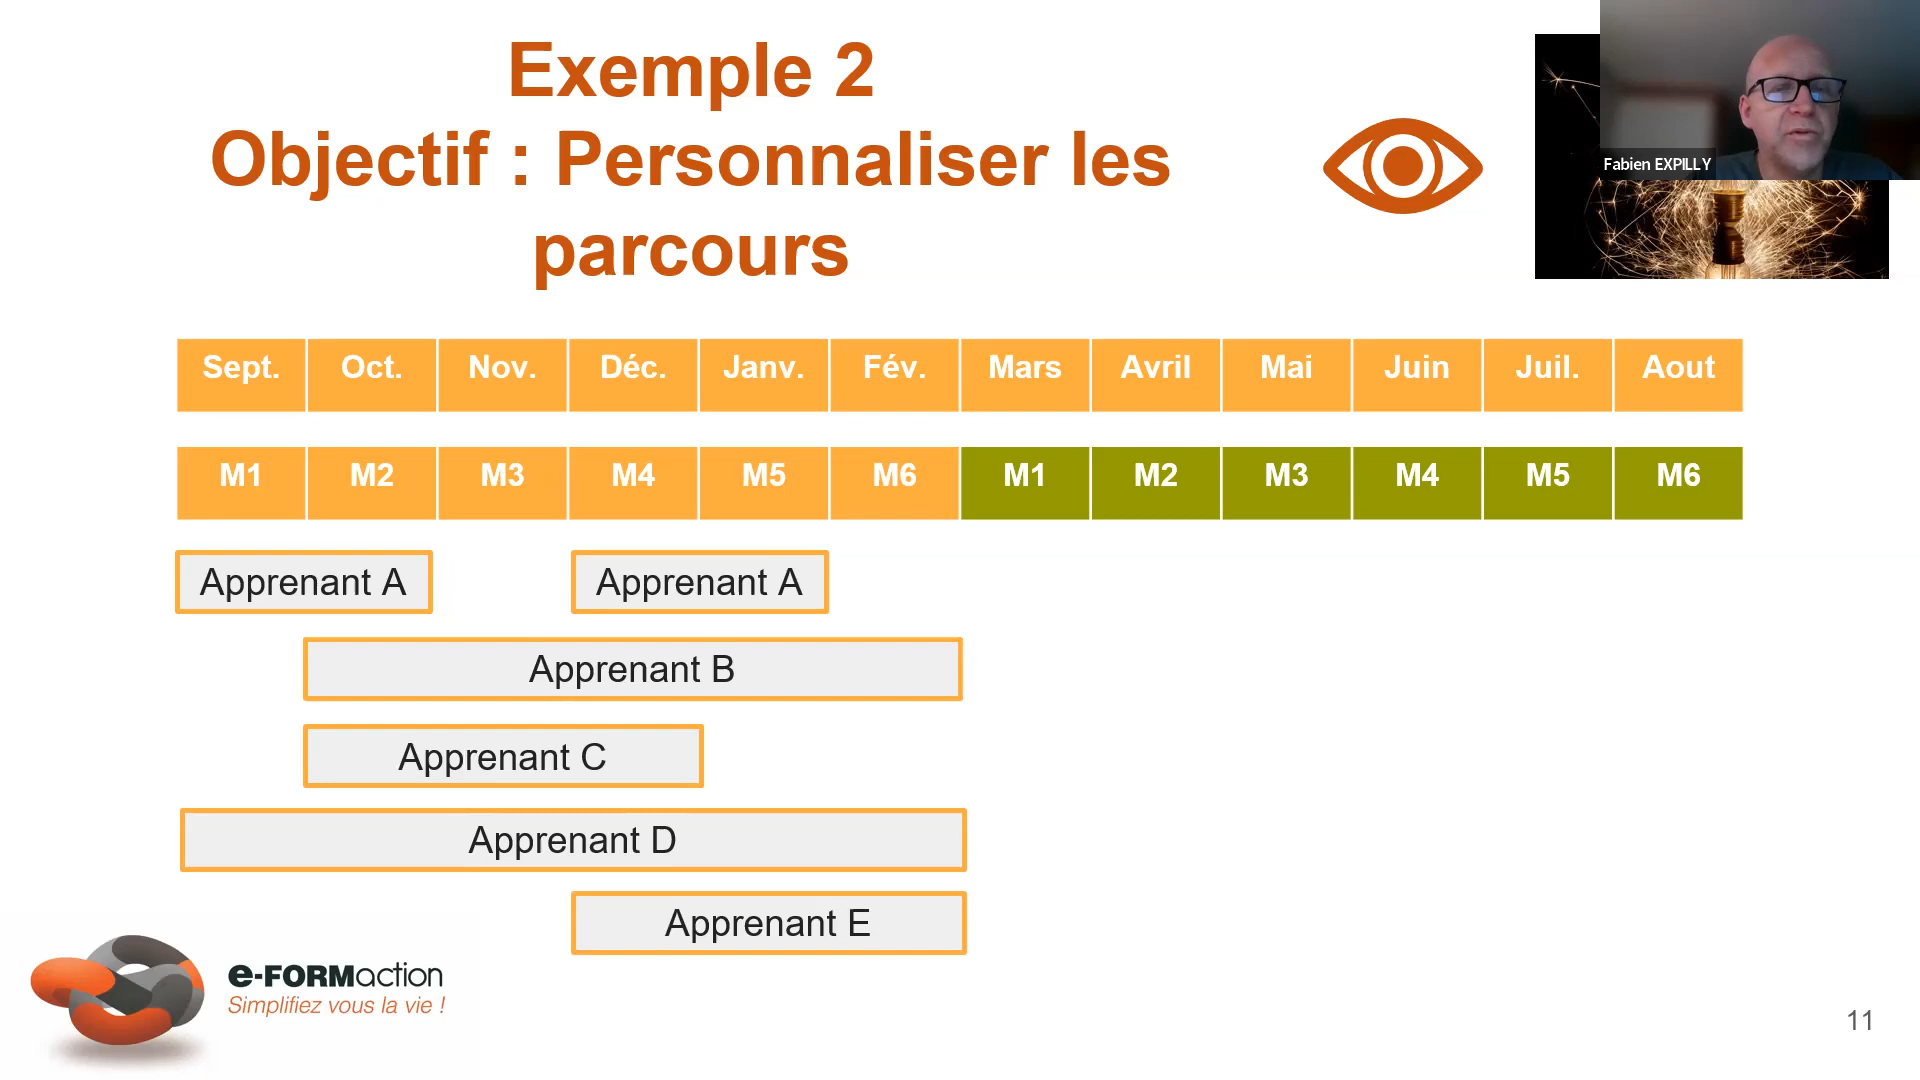 Exemple 2
Objectif : Personnaliser les
parcours
Fabien EXPILLY
Sept. Oct. Nov. Déc. Janv. Fév. Mars Avril Mai Juin Juil. Aout
M1 M2 M3 M4 M5 M6 M1 M2 M3 M4 M5 M6
Apprenant A Apprenant A
Apprenant B
Apprenant C
Apprenant D
Apprenant E
e-FORMaction
Simplifiez vous la vie !
11